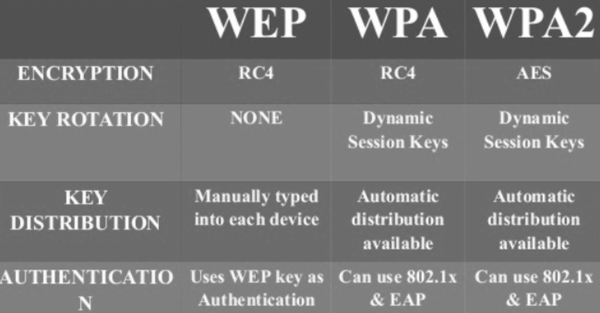 WEP WPA WPA2
ENCRYPTION RC4 RC4 AES
KEY ROTATION NONE Dynamic Dynamic
Session Keys Session Keys
KEY Manually typed Automatic Automatic
DISTRIBUTION into each device distribution distribution
available available
AUTHENTICATIO Uses WEP key as Can use 802.1x Can use 802.1x
N Authentication & EAP & EAP